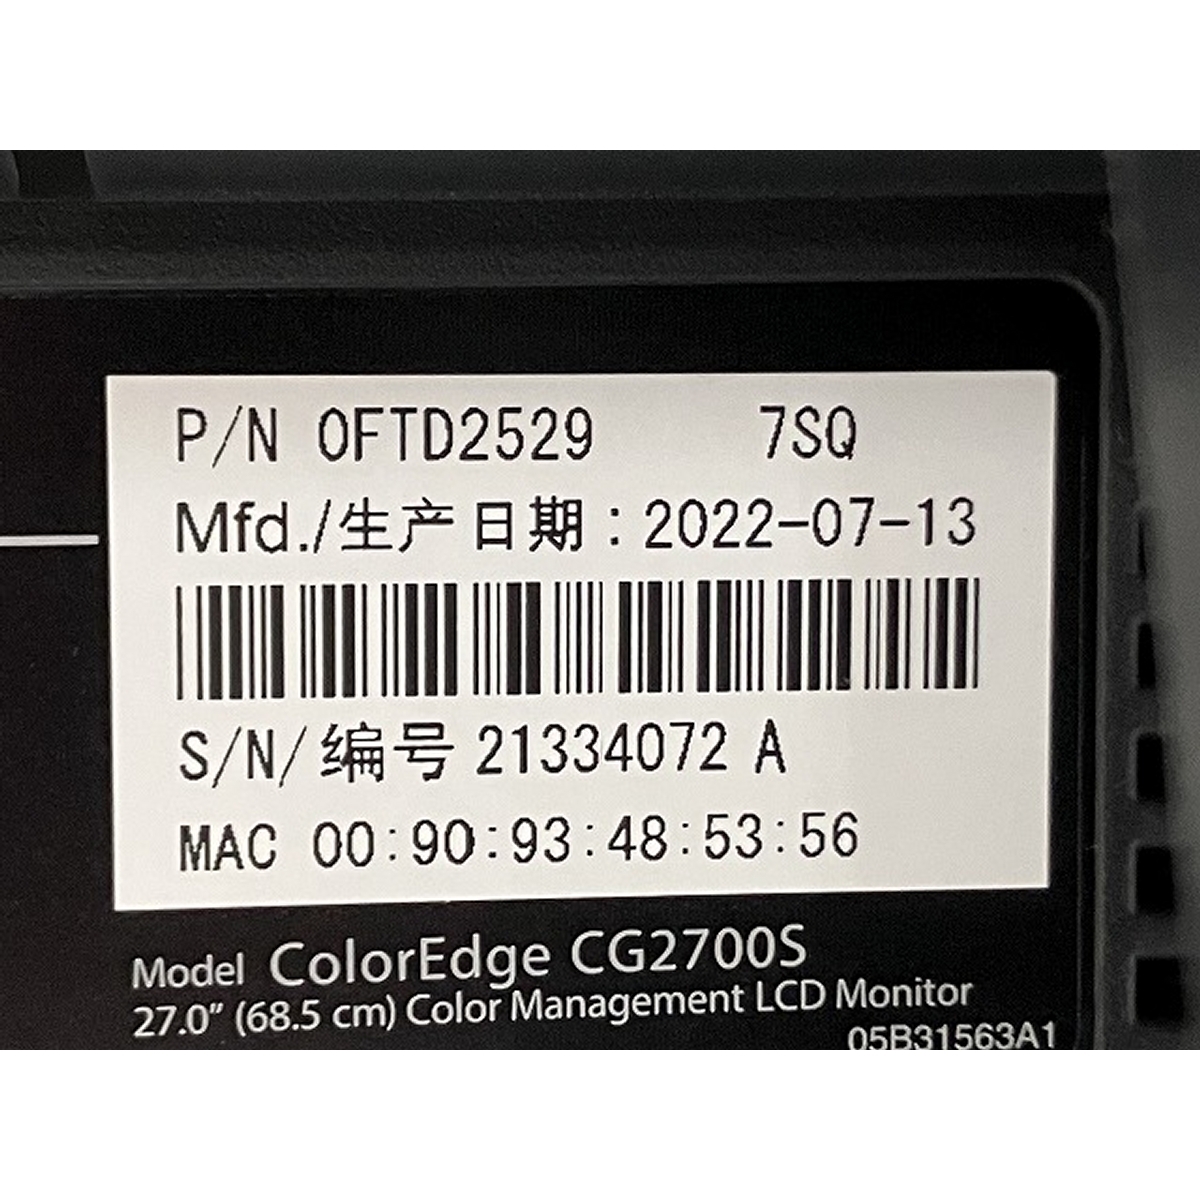 P/N 0FTD2529 7SQ
Mfd./生产日期:2022-07-13
S/N/编号 21334072 A
MAC 00:90:93:48:53:56
Model ColorEdge CG2700S
27.0" (68.5 cm) Color Management LCD Monitor
05B31563A1